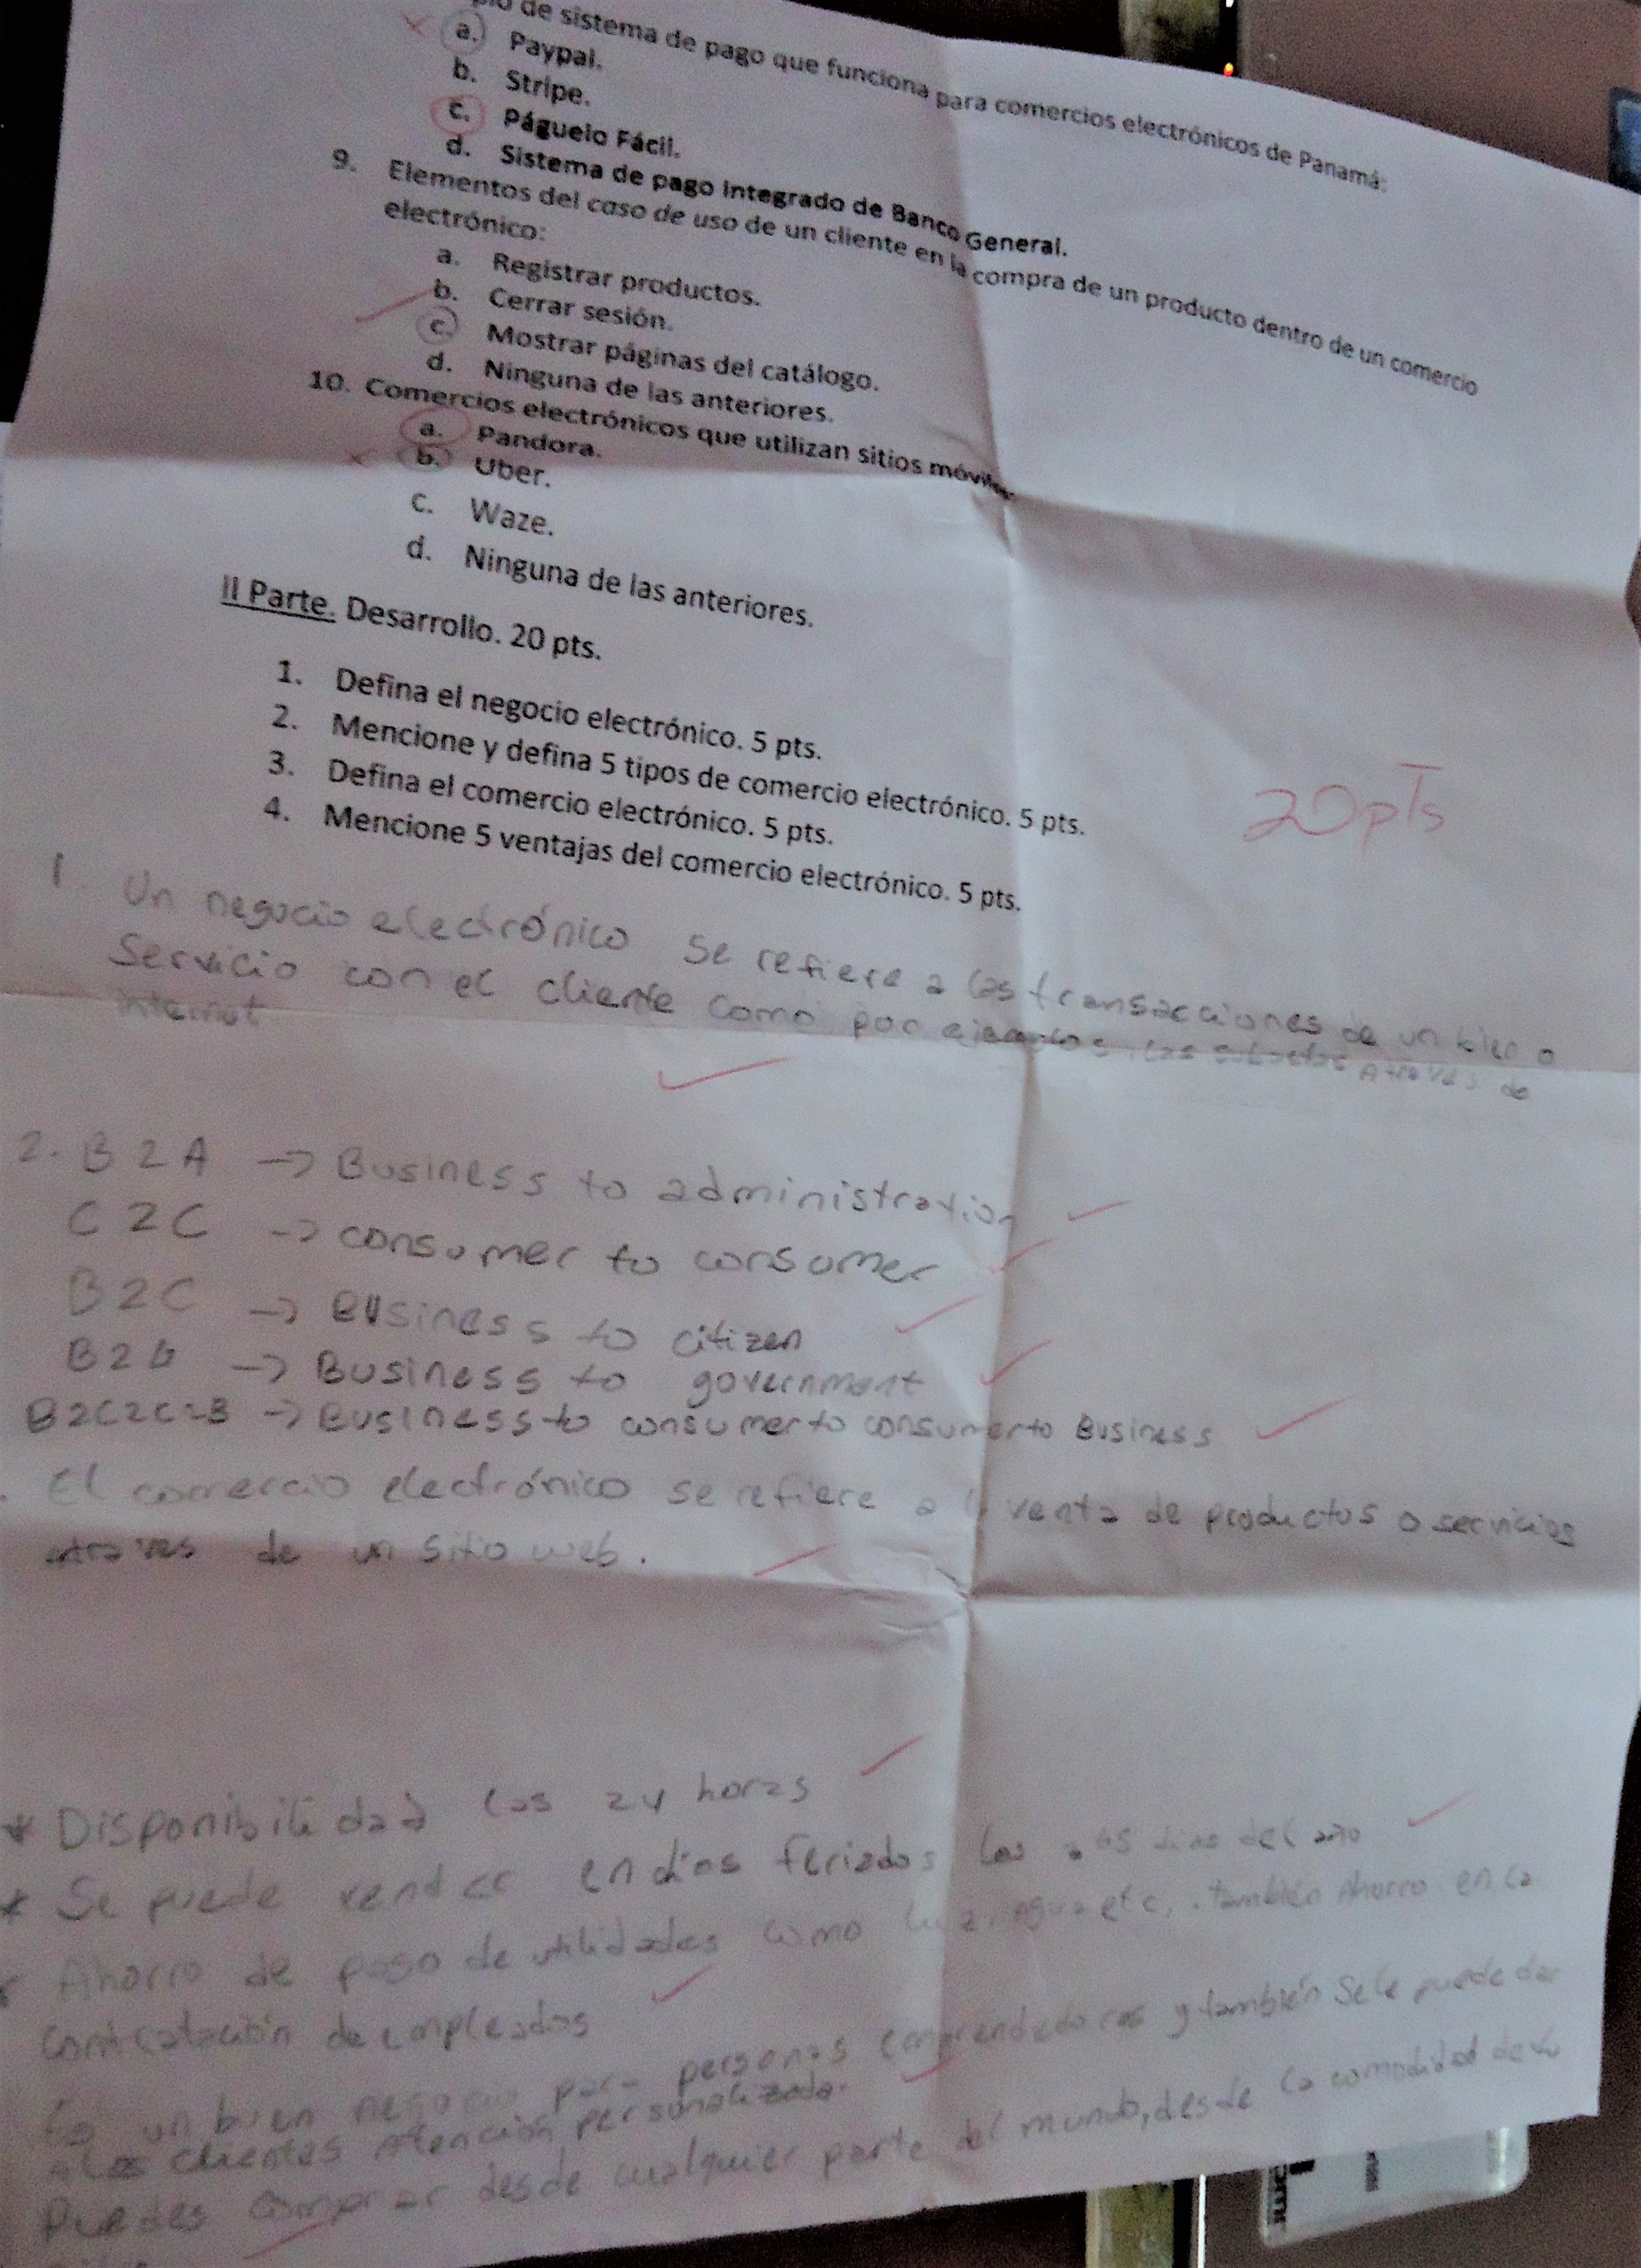 de sistema de pago que funciona para comercios electrónicos de Panamá:
a. Paypal.
b. Stripe.
c. Páguelo Fácil.
d. Sistema de pago integrado de Banco General.
9. Elementos del caso de uso de un cliente en la compra de un producto dentro de un comercio
electrónico:
a. Registrar productos.
b. Cerrar sesión.
c. Mostrar páginas del catálogo.
d. Ninguna de las anteriores.
10. Comercios electrónicos que utilizan sitios móviles:
a. Pandora.
b. Uber.
c. Waze.
d. Ninguna de las anteriores.
II Parte. Desarrollo. 20 pts.
1. Defina el negocio electrónico. 5 pts.
2. Mencione y defina 5 tipos de comercio electrónico. 5 pts.
3. Defina el comercio electrónico. 5 pts.
4. Mencione 5 ventajas del comercio electrónico. 5 pts.
20 pts
1. Un negocio electrónico se refiere a las transacciones de un bien o
Servicio con el cliente como por ejemplos atraves de
internet
2. B2A → Business to administration
C2C → consumer to consumer
B2C → Business to citizen
B2G → Business to government
B2C2C2B → Business to consumer to consumer to Business
. El comercio electrónico se refiere a la venta de productos o servicios
atraves de un sitio web.
* Disponibilidad las 24 horas
* Se puede vender en días feriados los 365 dias del año
* Ahorro de pago de utilidades como luz, agua etc, . también Ahorro en la
contratación de empleados
Es un buen negocio para personas emprendedoras y también Se le puede dar
a los clientes atención personalizada.
Puedes comprar desde cualquier parte del mundo, desde la comodidad de tu